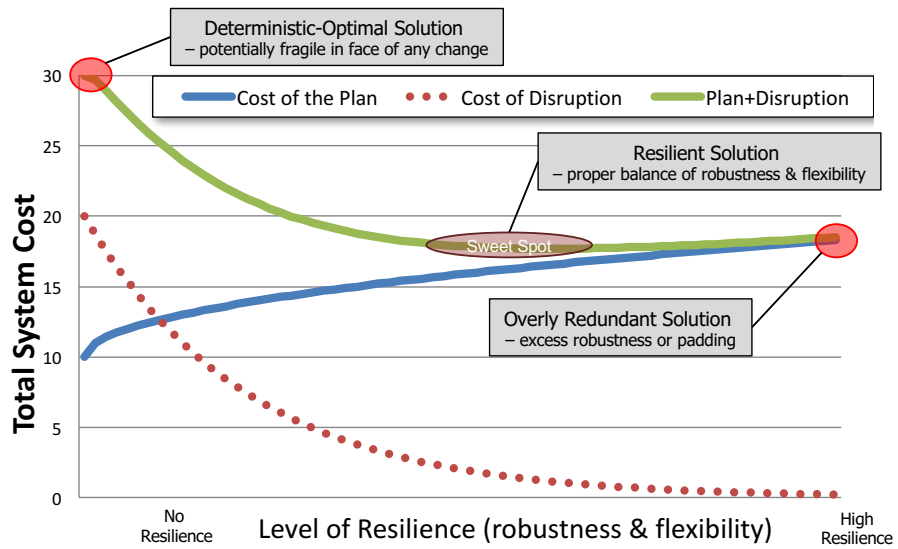 Deterministic-Optimal Solution
– potentially fragile in face of any change
Cost of the Plan
Cost of Disruption
Plan+Disruption
Resilient Solution
– proper balance of robustness & flexibility
Sweet Spot
Overly Redundant Solution
– excess robustness or padding
Total System Cost
30
25
20
15
10
5
0
No
Resilience
Level of Resilience (robustness & flexibility)
High
Resilience